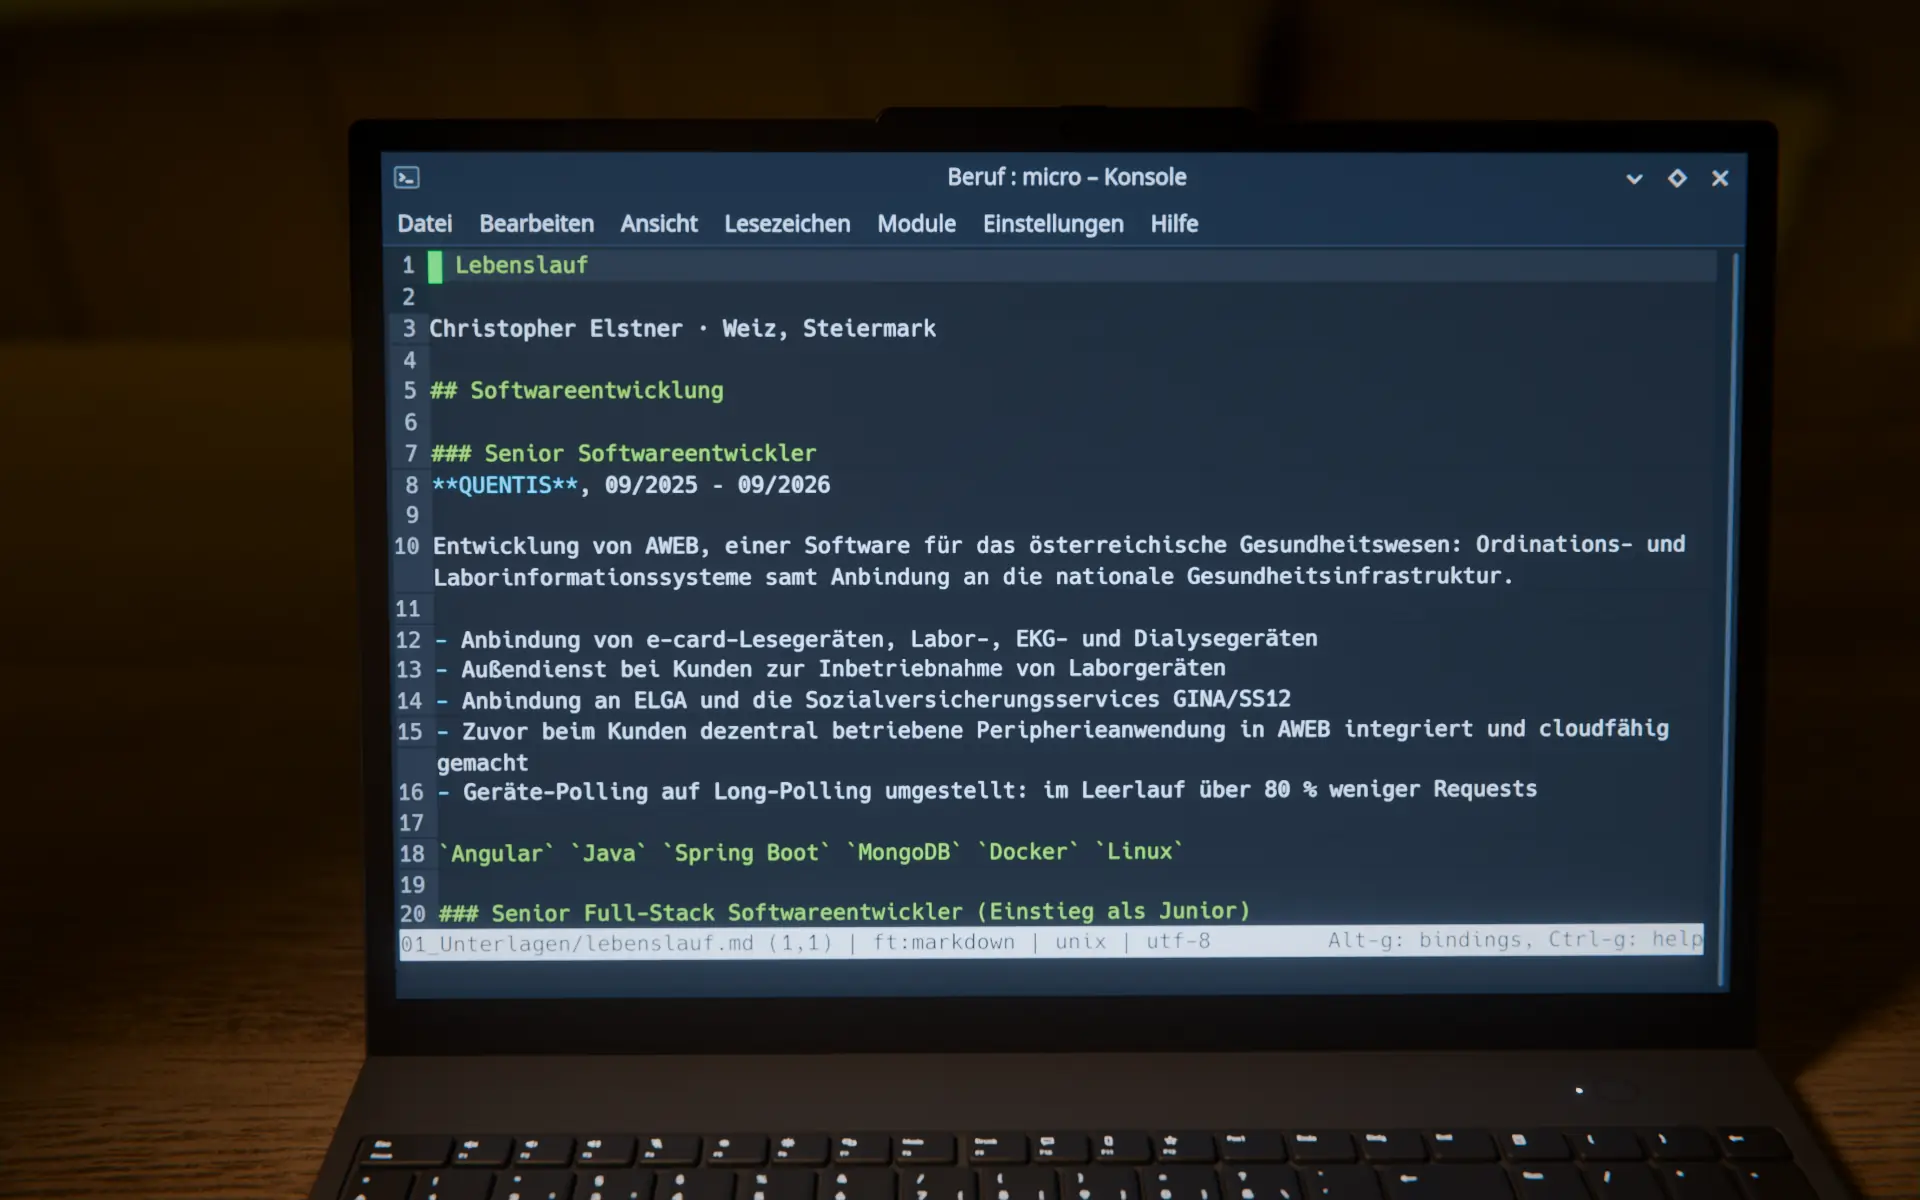 Beruf : micro – Konsole
Datei Bearbeiten Ansicht Lesezeichen Module Einstellungen Hilfe
1 Lebenslauf
2
3 Christopher Elstner · Weiz, Steiermark
4
5 ## Softwareentwicklung
6
7 ### Senior Softwareentwickler
8 **QUENTIS**, 09/2025 - 09/2026
9
10 Entwicklung von AWEB, einer Software für das österreichische Gesundheitswesen: Ordinations- und
Laborinformationssysteme samt Anbindung an die nationale Gesundheitsinfrastruktur.
11
12 - Anbindung von e-card-Lesegeräten, Labor-, EKG- und Dialysegeräten
13 - Außendienst bei Kunden zur Inbetriebnahme von Laborgeräten
14 - Anbindung an ELGA und die Sozialversicherungsservices GINA/SS12
15 - Zuvor beim Kunden dezentral betriebene Peripherieanwendung in AWEB integriert und cloudfähig
gemacht
16 - Geräte-Polling auf Long-Polling umgestellt: im Leerlauf über 80 % weniger Requests
17
18 `Angular` `Java` `Spring Boot` `MongoDB` `Docker` `Linux`
19
20 ### Senior Full-Stack Softwareentwickler (Einstieg als Junior)
01_Unterlagen/lebenslauf.md (1,1) | ft:markdown | unix | utf-8 Alt-g: bindings, Ctrl-g: help